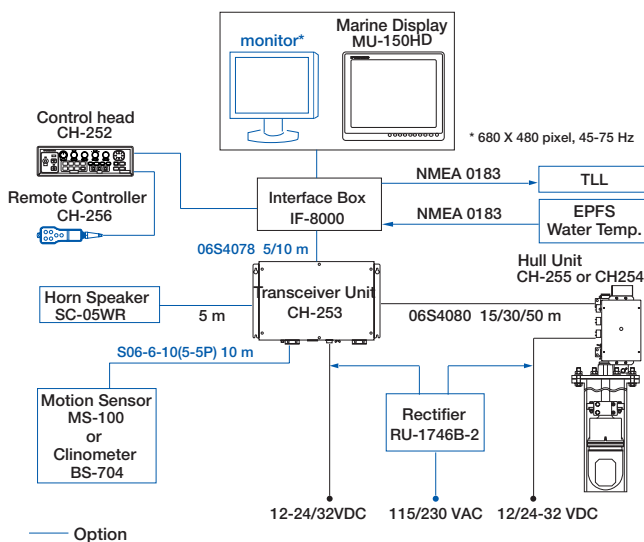 Marine Display
MU-150HD
monitor*
* 680 X 480 pixel, 45-75 Hz
Control head
CH-252
Remote Controller
CH-256
Interface Box
IF-8000
NMEA 0183
TLL
NMEA 0183
EPFS
Water Temp.
06S4078 5/10 m
Hull Unit
CH-255 or CH254
Horn Speaker
SC-05WR
5 m
Transceiver Unit
CH-253
06S4080 15/30/50 m
S06-6-10(5-5P) 10 m
Motion Sensor
MS-100
or
Clinometer
BS-704
Rectifier
RU-1746B-2
12-24/32VDC
115/230 VAC
12/24-32 VDC
Option